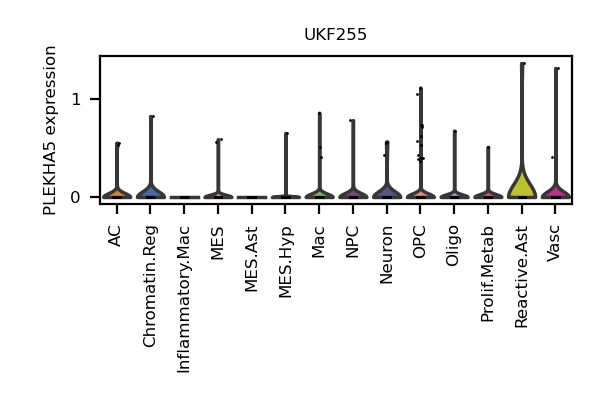 UKF255
PLEKHA5 expression
1
0
AC
Chromatin.Reg
Inflammatory.Mac
MES
MES.Ast
MES.Hyp
Mac
NPC
Neuron
OPC
Oligo
Prolif.Metab
Reactive.Ast
Vasc